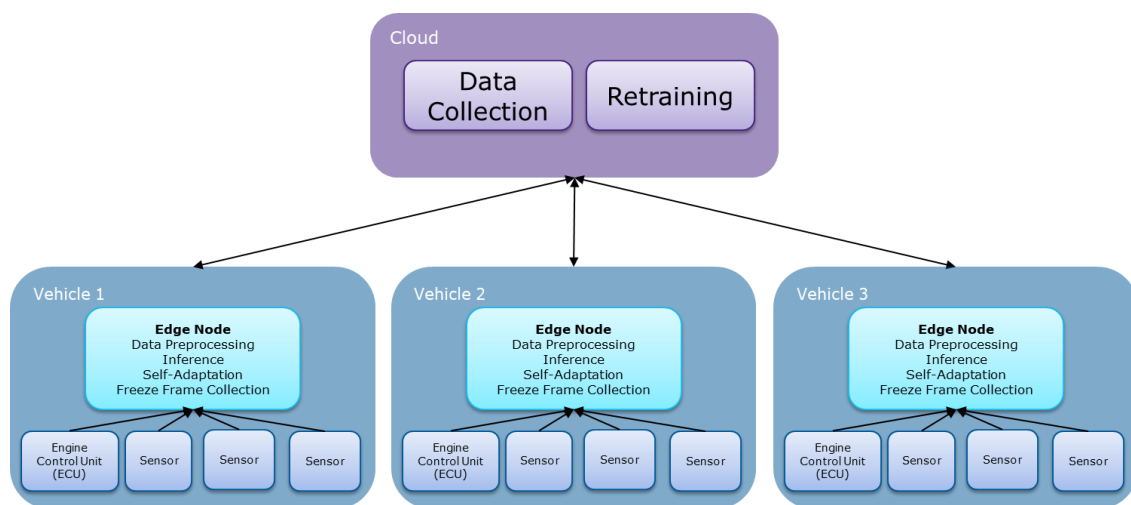 Cloud
Data
Collection
Retraining
Vehicle 1
Edge Node
Data Preprocessing
Inference
Self-Adaptation
Freeze Frame Collection
Engine
Control Unit
(ECU)
Sensor
Sensor
Sensor
Vehicle 2
Edge Node
Data Preprocessing
Inference
Self-Adaptation
Freeze Frame Collection
Engine
Control Unit
(ECU)
Sensor
Sensor
Sensor
Vehicle 3
Edge Node
Data Preprocessing
Inference
Self-Adaptation
Freeze Frame Collection
Engine
Control Unit
(ECU)
Sensor
Sensor
Sensor